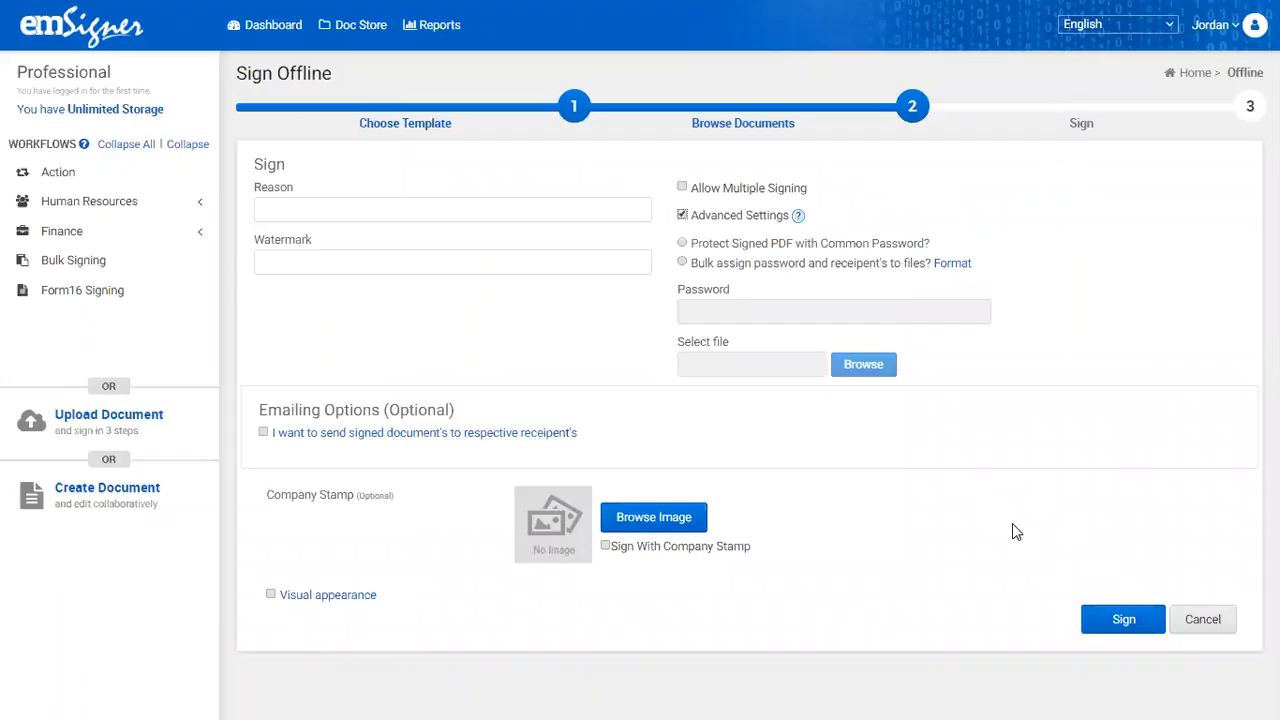 emSigner
Dashboard
Doc Store
Reports
English
Jordan
Professional
You have logged in for the first time.
You have Unlimited Storage
WORKFLOWS ? Collapse All | Collapse
Action
Human Resources
Finance
Bulk Signing
Form16 Signing
OR
Upload Document
and sign in 3 steps
OR
Create Document
and edit collaboratively
Sign Offline
Home > Offline
1
2
3
Choose Template
Browse Documents
Sign
Sign
Reason
Watermark
Allow Multiple Signing
Advanced Settings ?
Protect Signed PDF with Common Password?
Bulk assign password and receipent's to files? Format
Password
Select file
Browse
Emailing Options (Optional)
I want to send signed document's to respective receipent's
Company Stamp (Optional)
No Image
Browse Image
Sign With Company Stamp
Visual appearance
Sign
Cancel